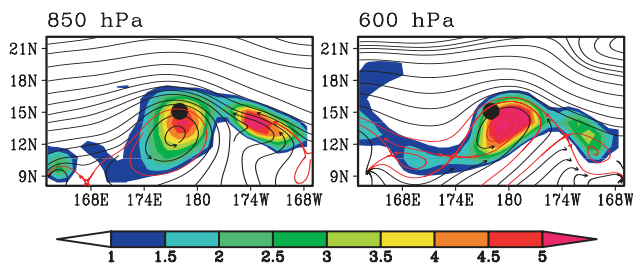 850 hPa 600 hPa
21N 21N
18N 18N
15N 15N
12N 12N
9N 9N
168E 174E 180 174W 168W 168E 174E 180 174W 168W
1 1.5 2 2.5 3 3.5 4 4.5 5